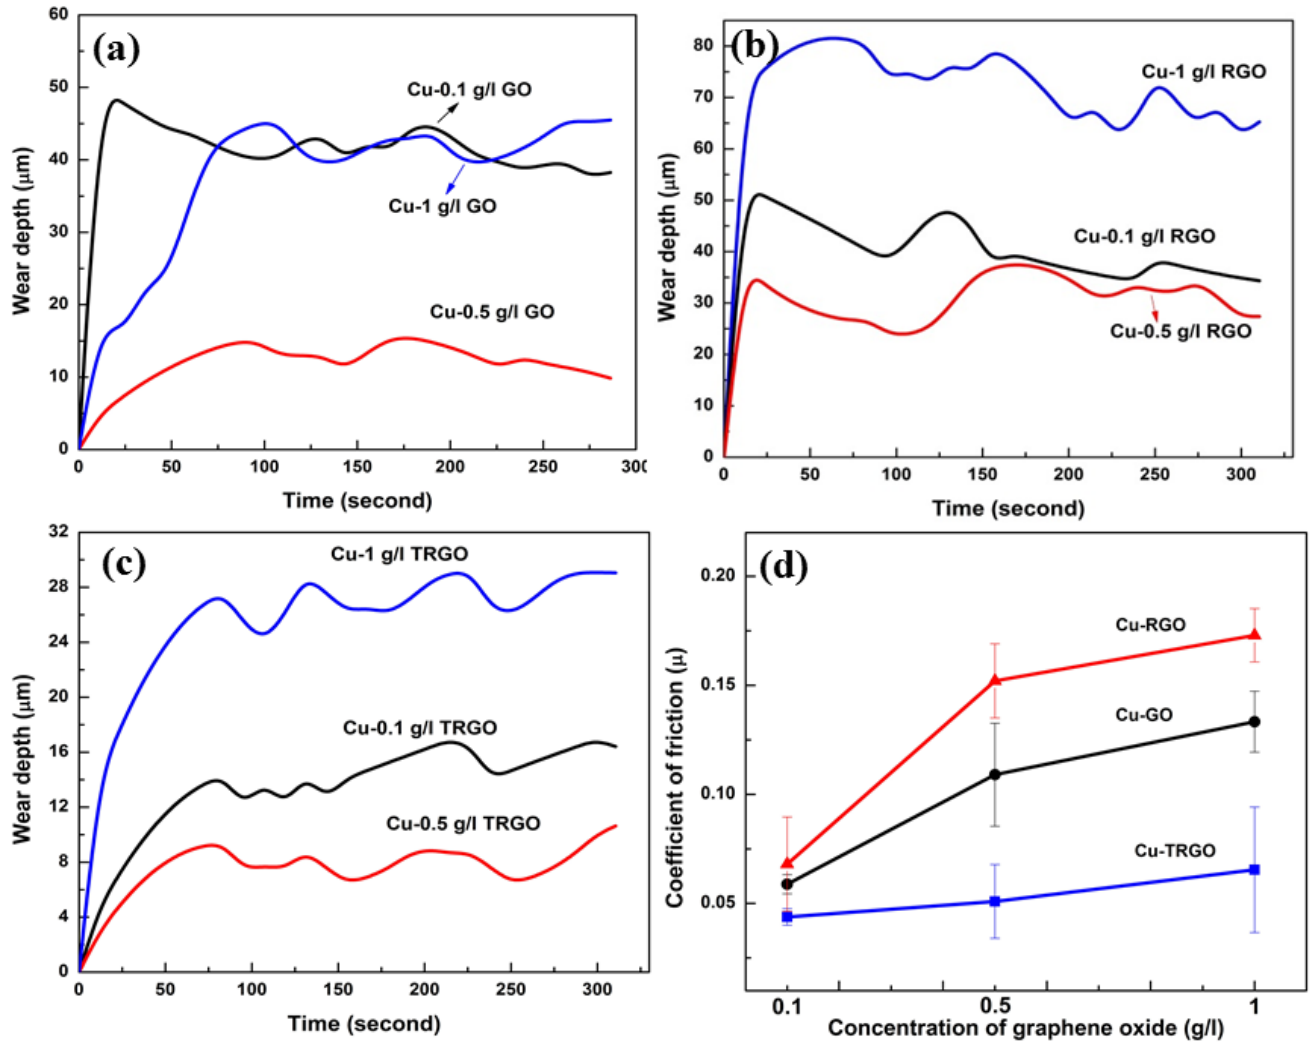 (a)
60
50
40
30
20
10
0
Wear depth (μm)
Cu-0.1 g/l GO
Cu-1 g/l GO
Cu-0.5 g/l GO
0 50 100 150 200 250 300
Time (second)
(b)
80
70
60
50
40
30
20
10
0
Wear depth (μm)
Cu-1 g/l RGO
Cu-0.1 g/l RGO
Cu-0.5 g/l RGO
0 50 100 150 200 250 300
Time (second)
(c)
32
28
24
20
16
12
8
4
0
Wear depth (μm)
Cu-1 g/l TRGO
Cu-0.1 g/l TRGO
Cu-0.5 g/l TRGO
0 50 100 150 200 250 300
Time (second)
(d)
0.20
0.15
0.10
0.05
Coefficient of friction (μ)
Cu-RGO
Cu-GO
Cu-TRGO
0.1 0.5 1
Concentration of graphene oxide (g/l)